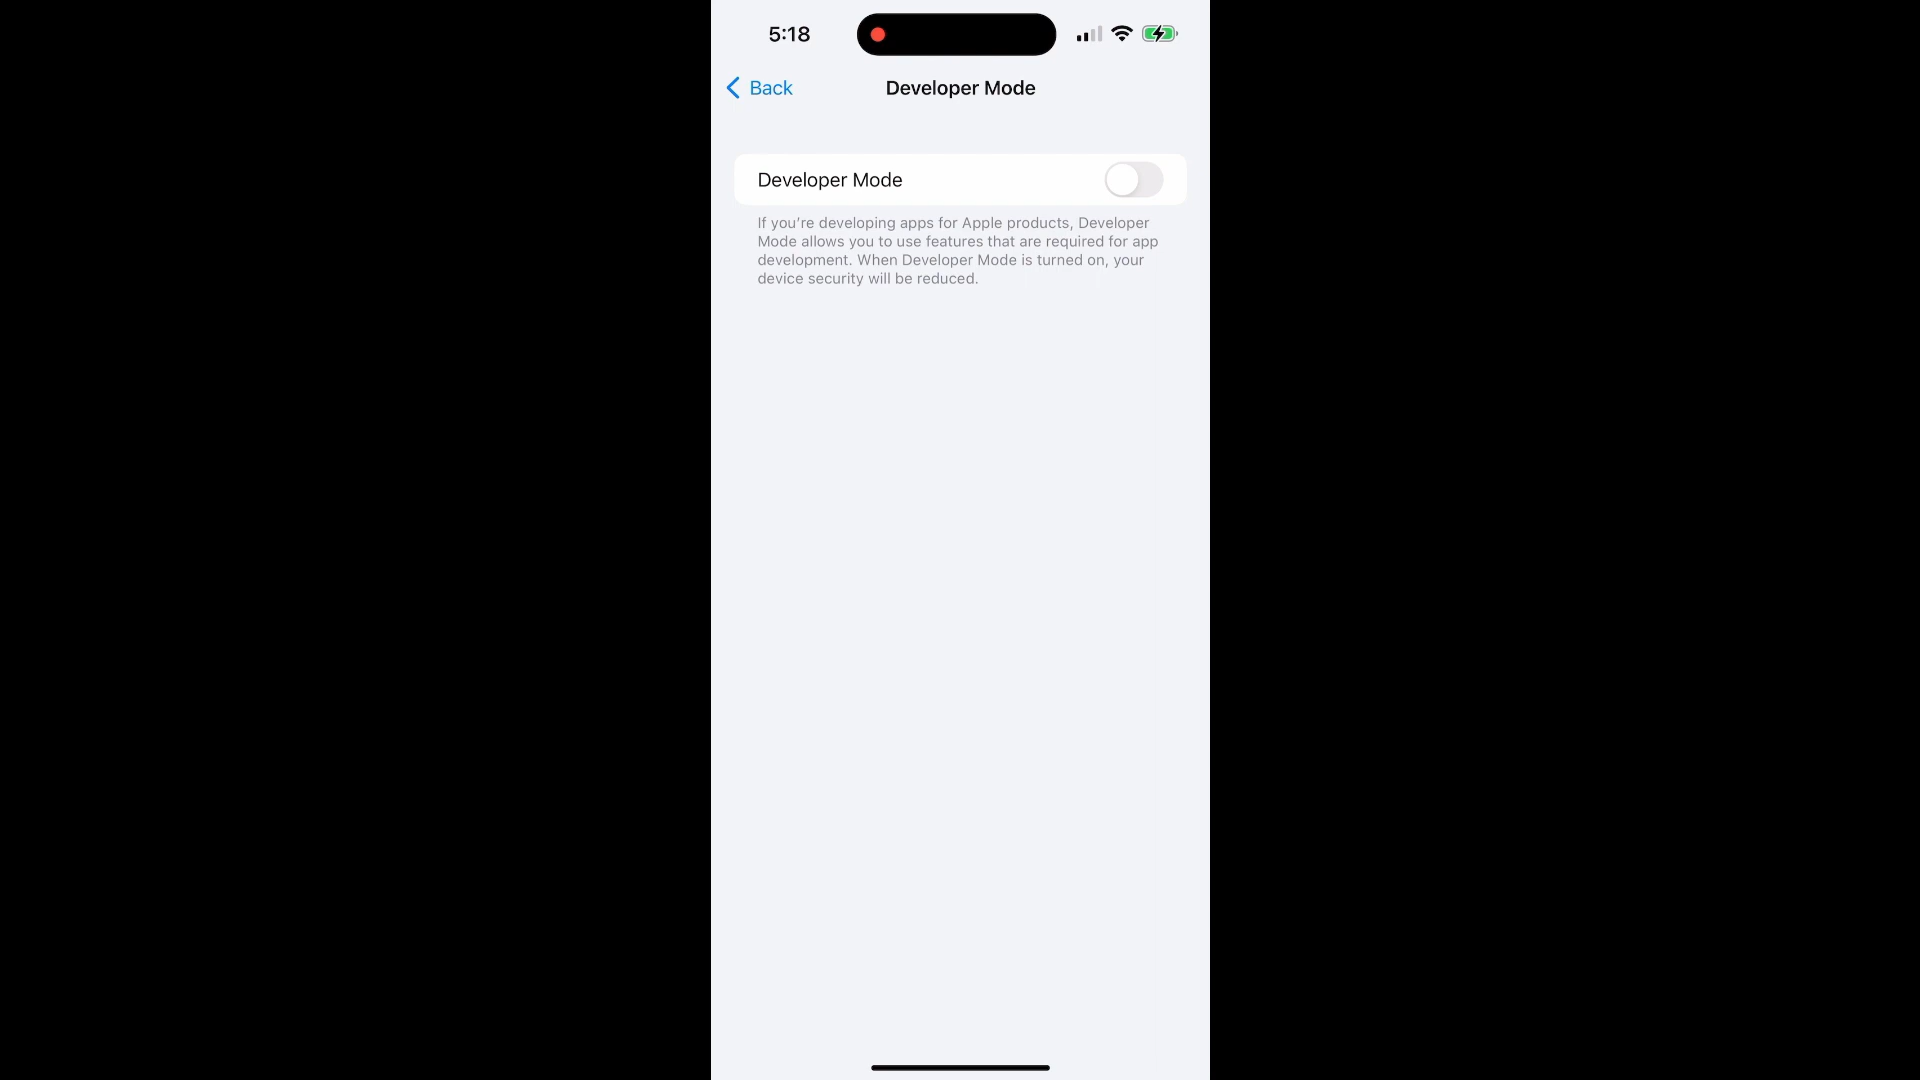 5:18
Back
Developer Mode
Developer Mode
If you’re developing apps for Apple products, Developer
Mode allows you to use features that are required for app
development. When Developer Mode is turned on, your
device security will be reduced.